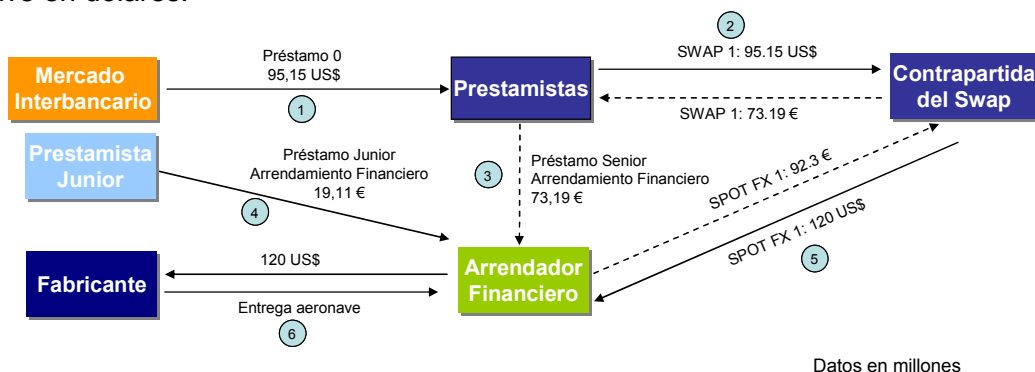 en dólares.
2
Préstamo 0
95,15 US$
SWAP 1: 95.15 US$
Mercado
Interbancario
Prestamistas
Contrapartida
del Swap
1
SWAP 1: 73.19 €
Prestamista
Junior
Préstamo Junior
Arrendamiento Financiero
19,11 €
3
Préstamo Senior
Arrendamiento Financiero
73,19 €
4
SPOT FX 1: 92.3 €
SPOT FX 1: 120 US$
5
120 US$
Fabricante
Arrendador
Financiero
Entrega aeronave
6
Datos en millones